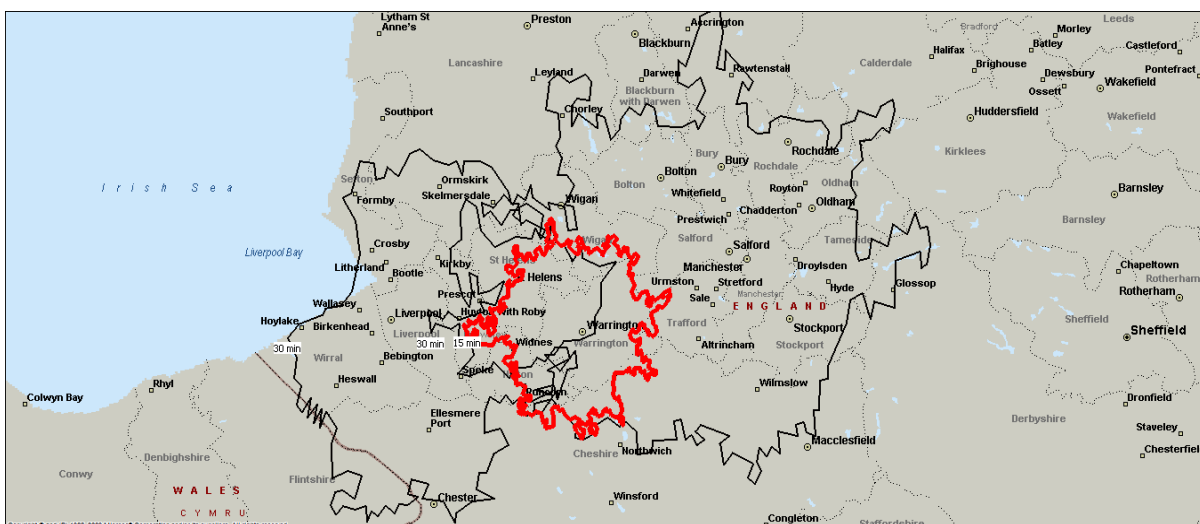 Lytham St
Anne's
Preston
Accrington
Leeds
Bradford
Morley
Blackburn
Batley
Castleford
Halifax
Lancashire
Calderdale
Brighouse
Leyland
Darwen
Rawtenstall
Dewsbury
Pontefract
Ossett
Wakefield
Blackburn
with Darwen
Southport
Chorley
Huddersfield
Wakefield
Rochdale
Bury
Bury
Rochdale
Kirklees
Irish Sea
Sefton
Ormskirk
Bolton
Bolton
Royton
Oldham
Formby
Skelmersdale
Whitefield
Barnsley
Wigan
Chadderton
Oldham
Prestwich
Barnsley
Crosby
Wigan
Salford
Tameside
Liverpool Bay
Salford
Litherland
Kirkby
St Helens
Manchester
Droylsden
Chapeltown
Bootle
Helens
Urmston
Stretford
Hyde
Glossop
Rotherham
Prescot
Sale
Manchester
Rotherham
Wallasey
ENGLAND
Huyton with Roby
Hoylake
Liverpool
Birkenhead
Liverpool
Warrington
Trafford
Stockport
Sheffield
Sheffield
30 min
30 min
15 min
Widnes
Warrington
Altrincham
Stockport
Wirral
Bebington
Speke
Halton
Rhyl
Heswall
Runcorn
Wilmslow
Colwyn Bay
Dronfield
Ellesmere
Port
Derbyshire
Staveley
Macclesfield
Northwich
Cheshire
Chesterfield
Denbighshire
Conwy
Flintshire
WALES
CYMRU
Chester
Winsford
Congleton
Staffordshire